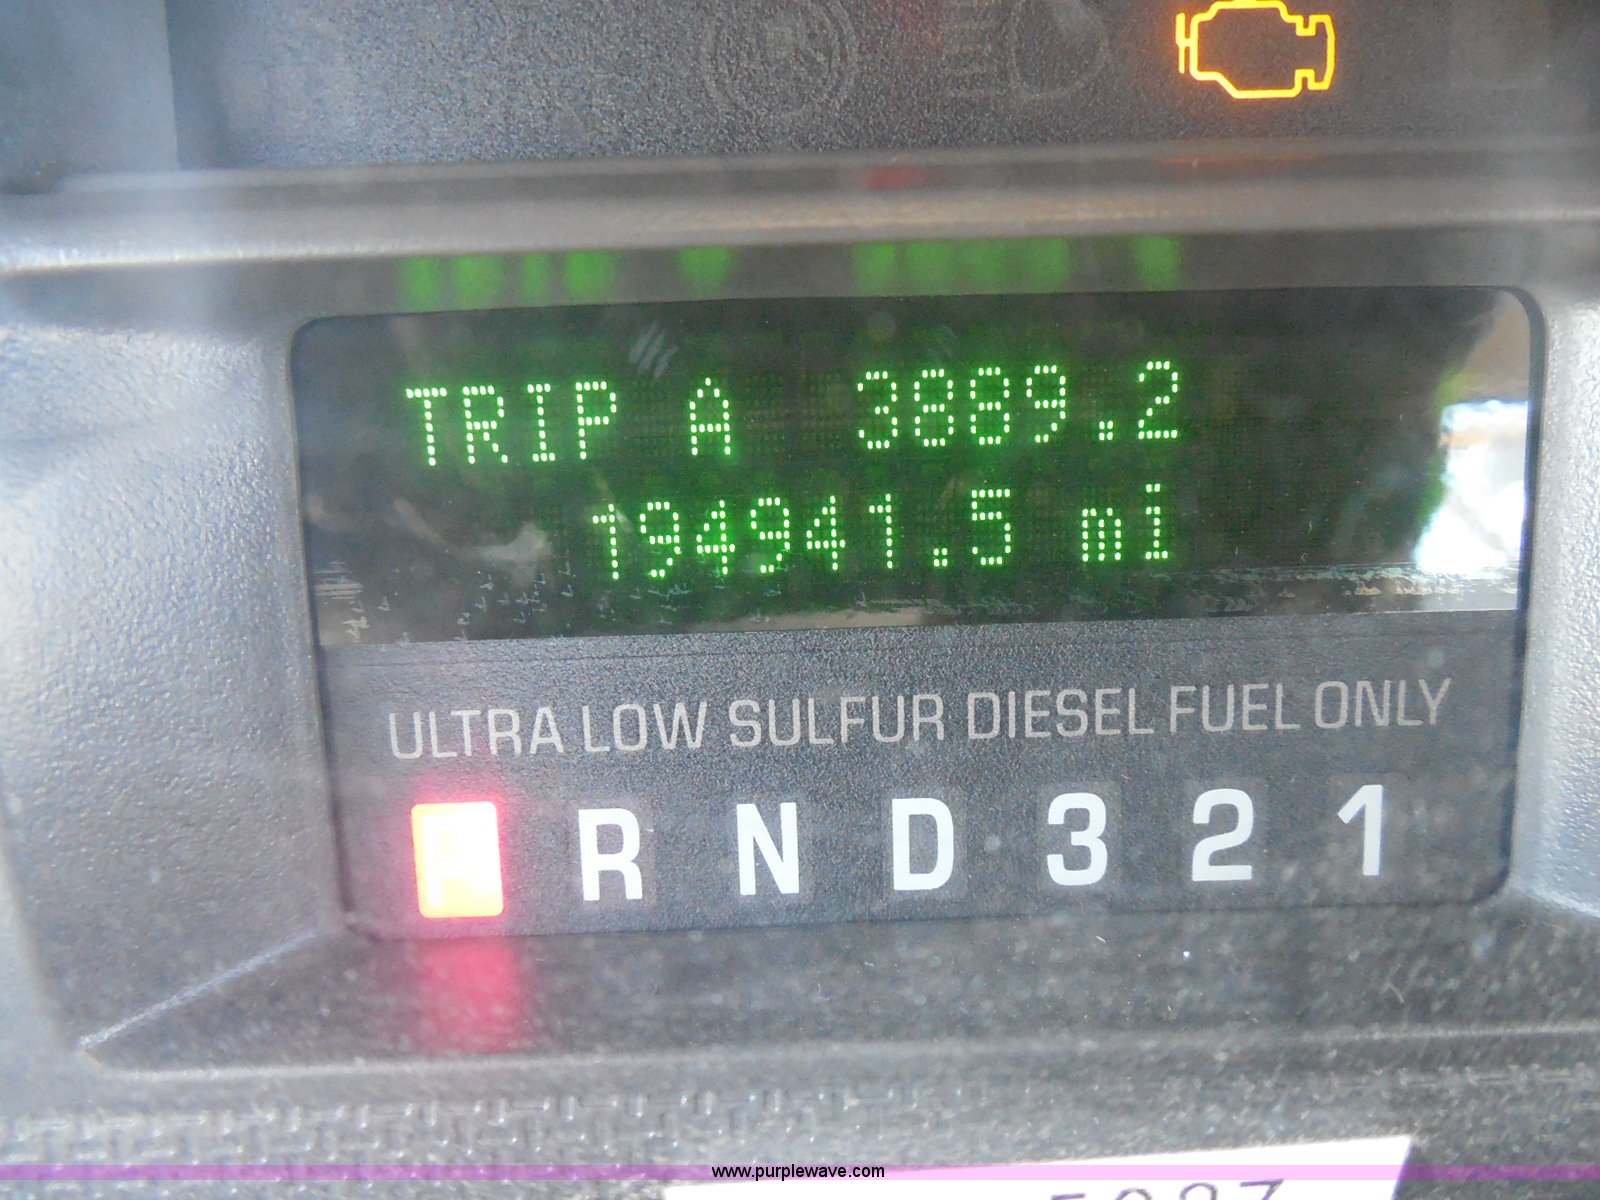 TRIP A 3889.2
194941.5 mi
ULTRA LOW SULFUR DIESEL FUEL ONLY
P R N D 3 2 1
www.purplewave.com